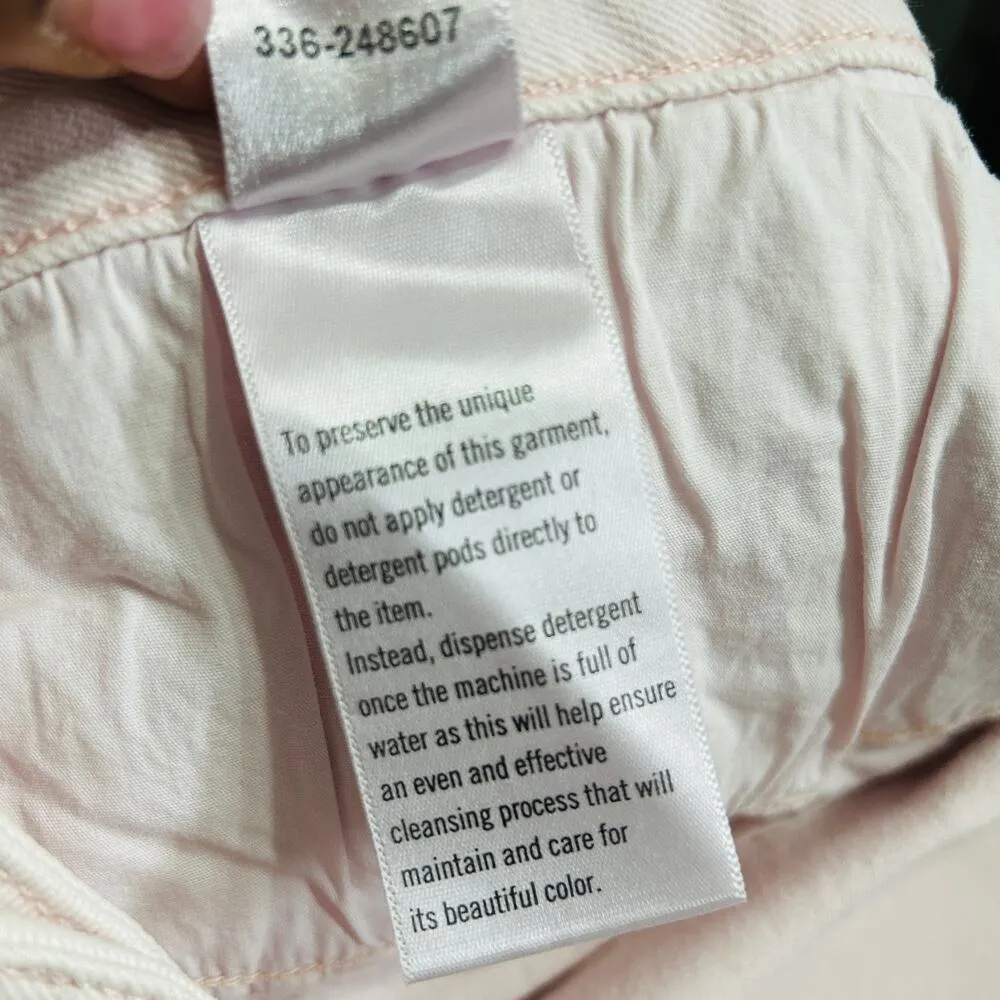 336-248607
To preserve the unique
appearance of this garment,
do not apply detergent or
detergent pods directly to
the item.
Instead, dispense detergent
once the machine is full of
water as this will help ensure
an even and effective
cleansing process that will
maintain and care for
its beautiful color.